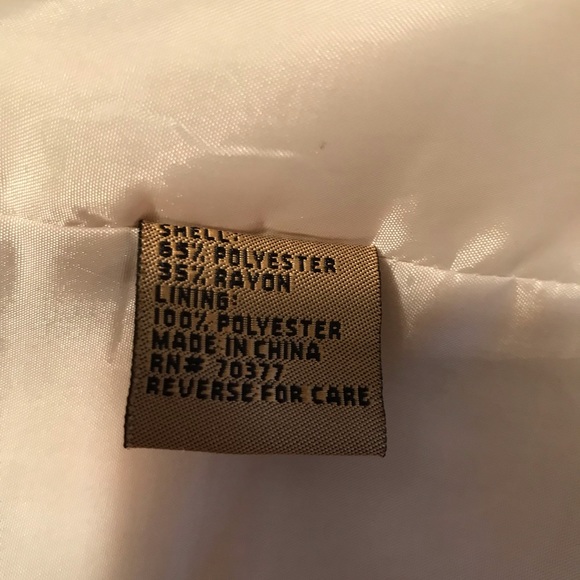 SHELL:
65% POLYESTER
35% RAYON
LINING:
100% POLYESTER
MADE IN CHINA
RN# 70377
REVERSE FOR CARE